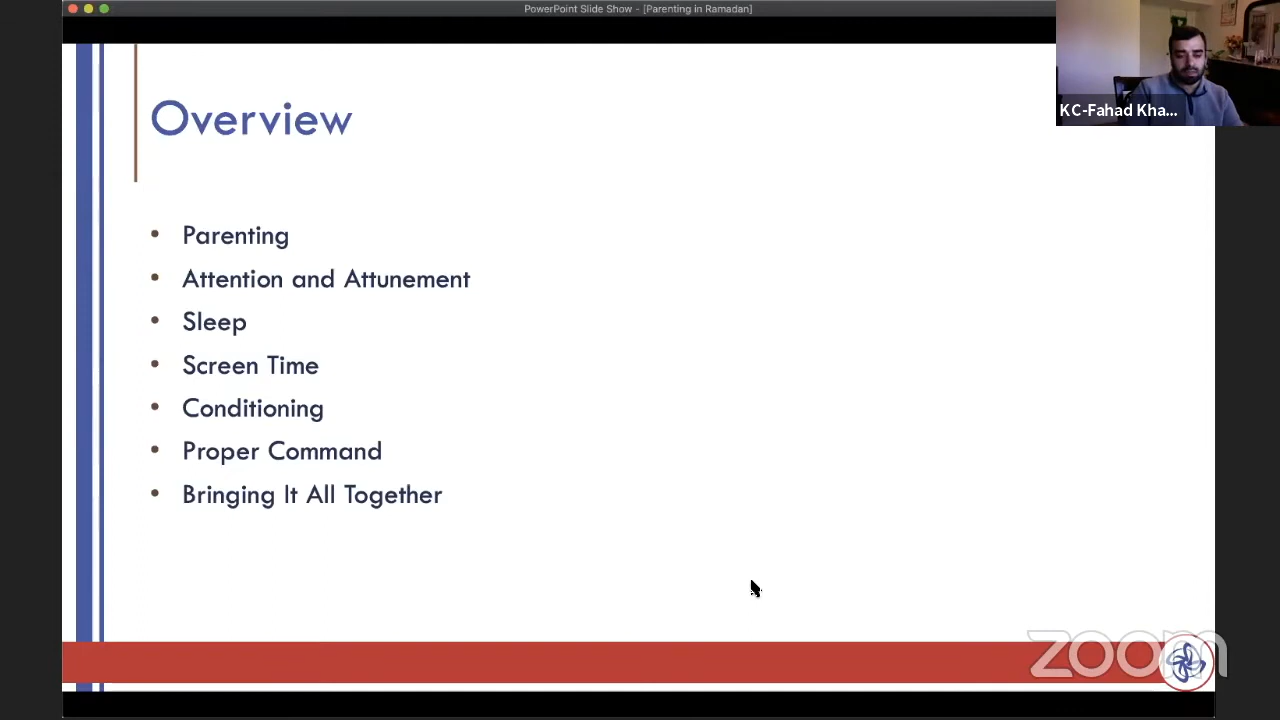 PowerPoint Slide Show - [Parenting in Ramadan]
KC-Fahad Kha...
Overview
• Parenting
• Attention and Attunement
• Sleep
• Screen Time
• Conditioning
• Proper Command
• Bringing It All Together
zoom